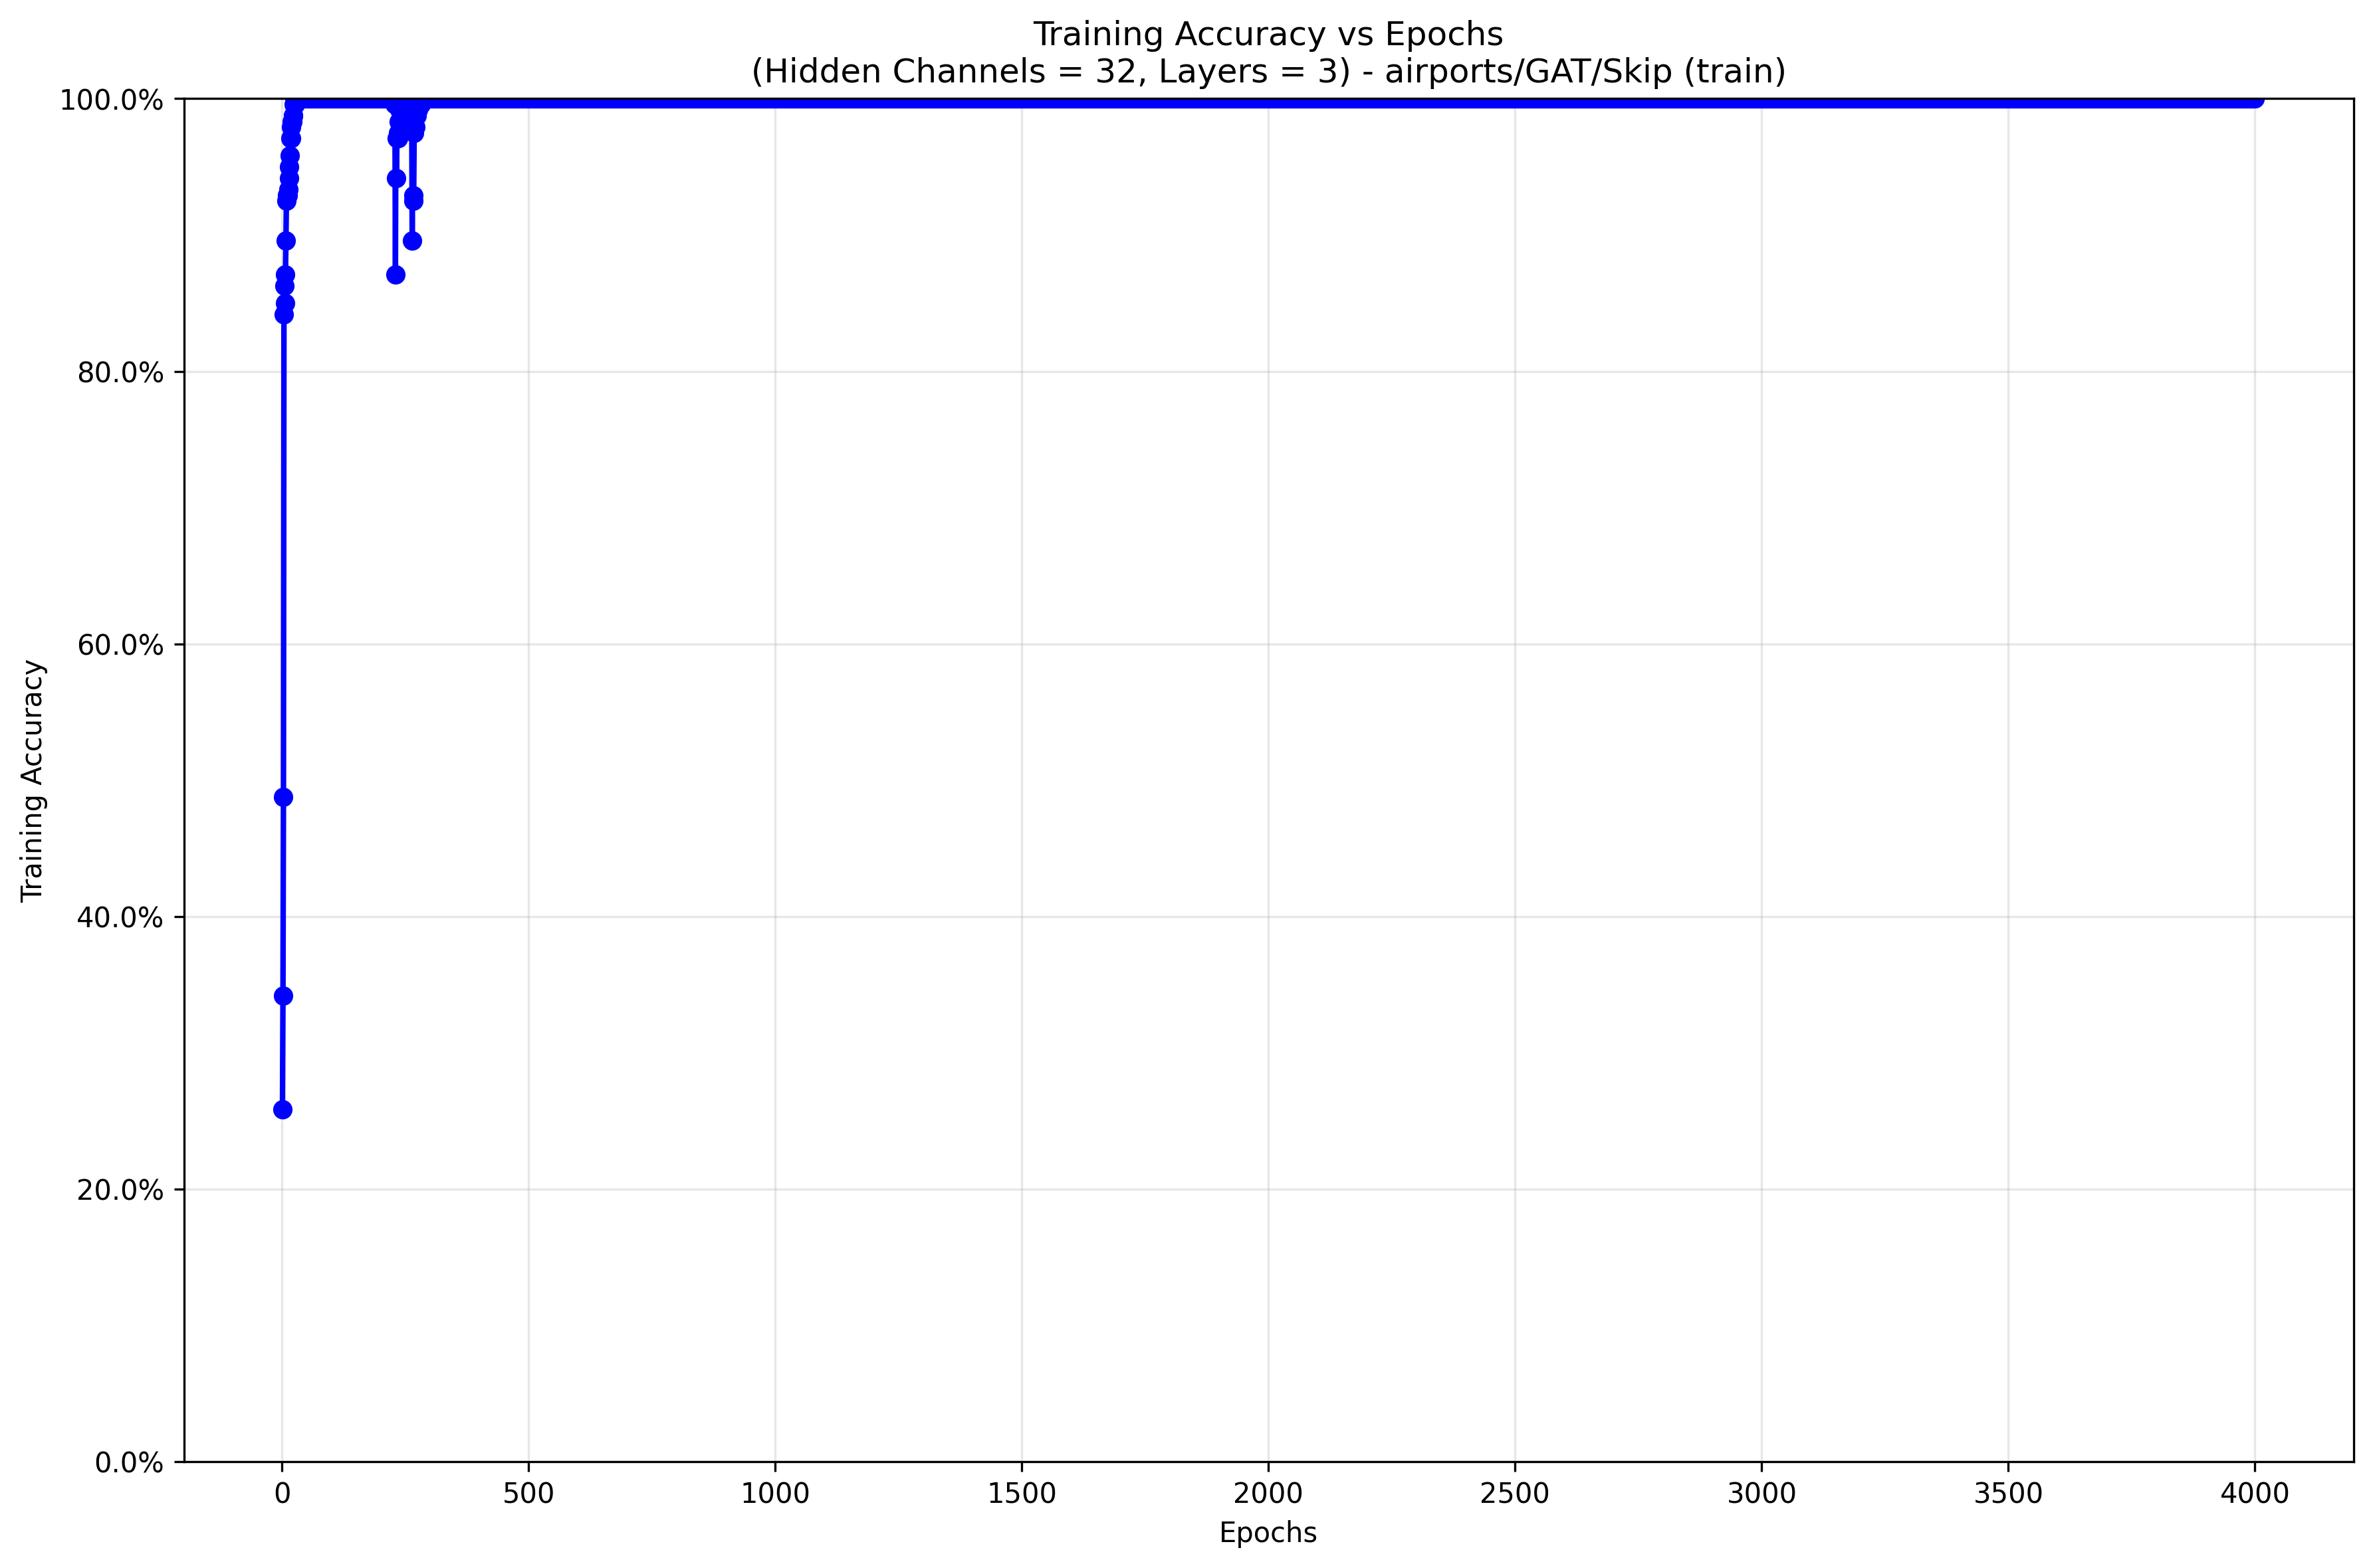 Training Accuracy vs Epochs
(Hidden Channels = 32, Layers = 3) - airports/GAT/Skip (train)
100.0%
80.0%
60.0%
40.0%
20.0%
0.0%
Training Accuracy
0 500 1000 1500 2000 2500 3000 3500 4000
Epochs